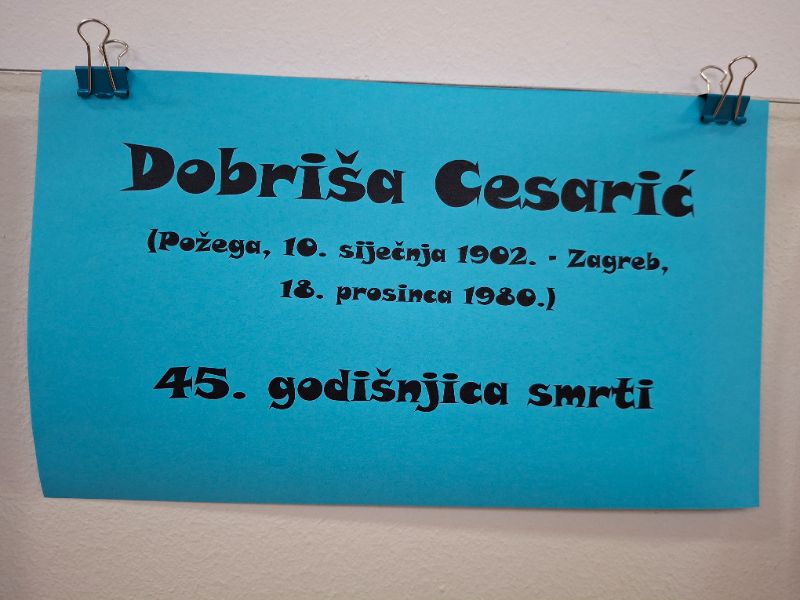 Dobriša Cesarić
(Požega, 10. siječnja 1902. - Zagreb,
18. prosinca 1980.)
45. godišnjica smrti